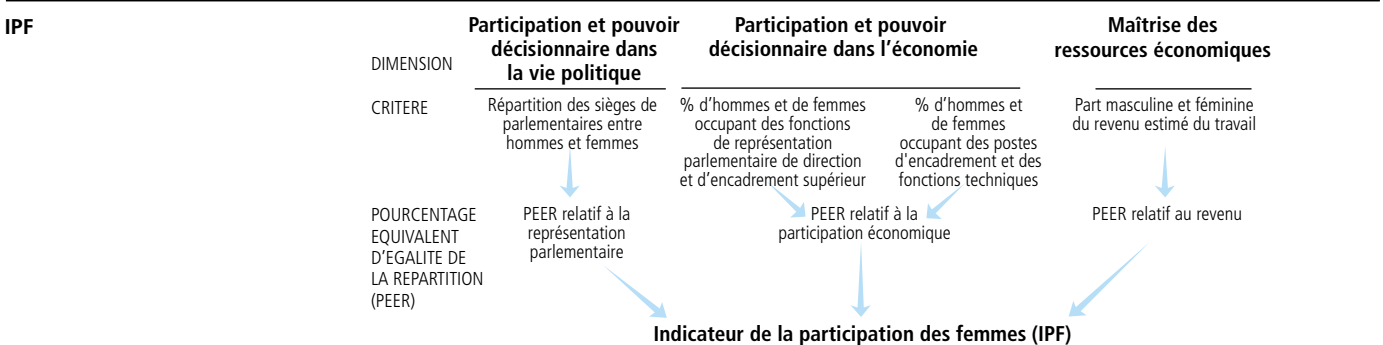 IPF
Participation et pouvoir
décisionnaire dans
la vie politique
Participation et pouvoir
décisionnaire dans l'économie
Maîtrise des
ressources économiques
DIMENSION
CRITERE
Répartition des sièges de
parlementaires entre
hommes et femmes
% d'hommes et de femmes
occupant des fonctions
de représentation
parlementaire de direction
et d'encadrement supérieur
% d'hommes et
de femmes
occupant des postes
d'encadrement et des
fonctions techniques
Part masculine et féminine
du revenu estimé du travail
POURCENTAGE
EQUIVALENT
D'EGALITE DE
LA REPARTITION
(PEER)
PEER relatif à la
représentation
parlementaire
PEER relatif à la
participation économique
PEER relatif au revenu
Indicateur de la participation des femmes (IPF)